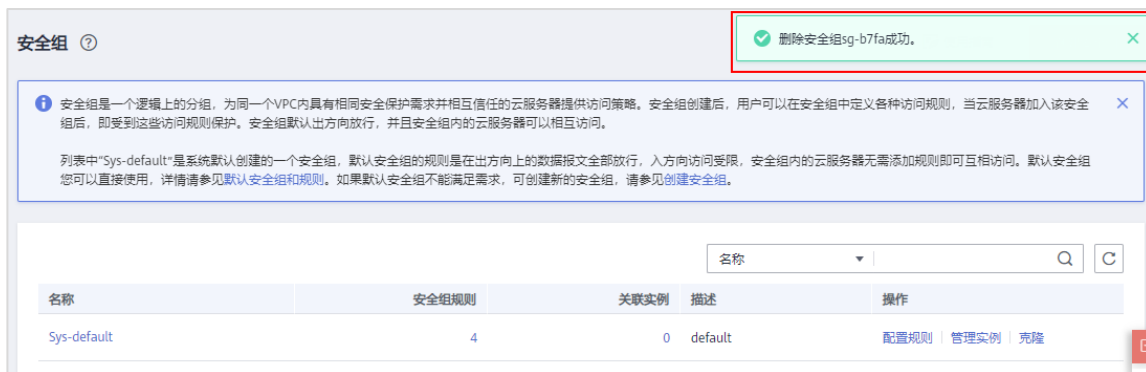 安全组
删除安全组sg-b7fa成功。
安全组是一个逻辑上的分组，为同一个VPC内具有相同安全保护需求并相互信任的云服务器提供访问策略。安全组创建后，用户可以在安全组中定义各种访问规则，当云服务器加入该安全
组后，即受到这些访问规则保护。安全组默认出方向放行，并且安全组内的云服务器可以相互访问。
列表中“Sys-default”是系统默认创建的一个安全组，默认安全组的规则是在出方向上的数据报文全部放行，入方向访问受限，安全组内的云服务器无需添加规则即可互相访问。默认安全组
您可以直接使用，详情请参见默认安全组和规则。如果默认安全组不能满足需求，可创建新的安全组，请参见创建安全组。
名称
名称 安全组规则 关联实例 描述 操作
Sys-default 4 0 default 配置规则 管理实例 克隆